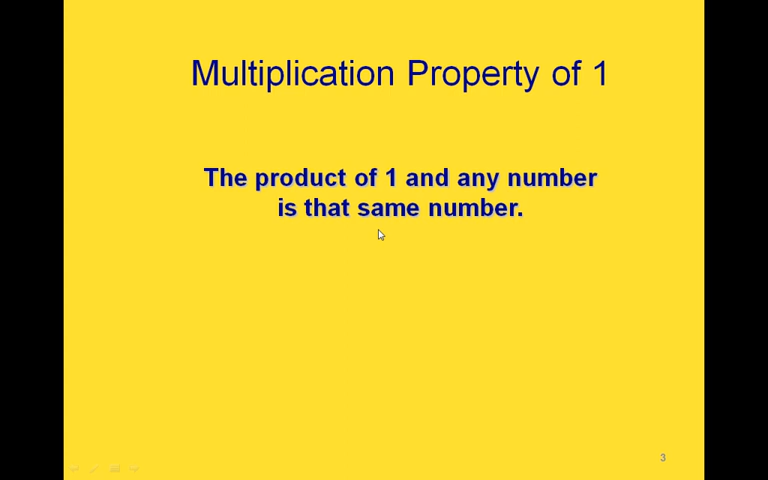 Multiplication Property of 1
The product of 1 and any number
is that same number.
3